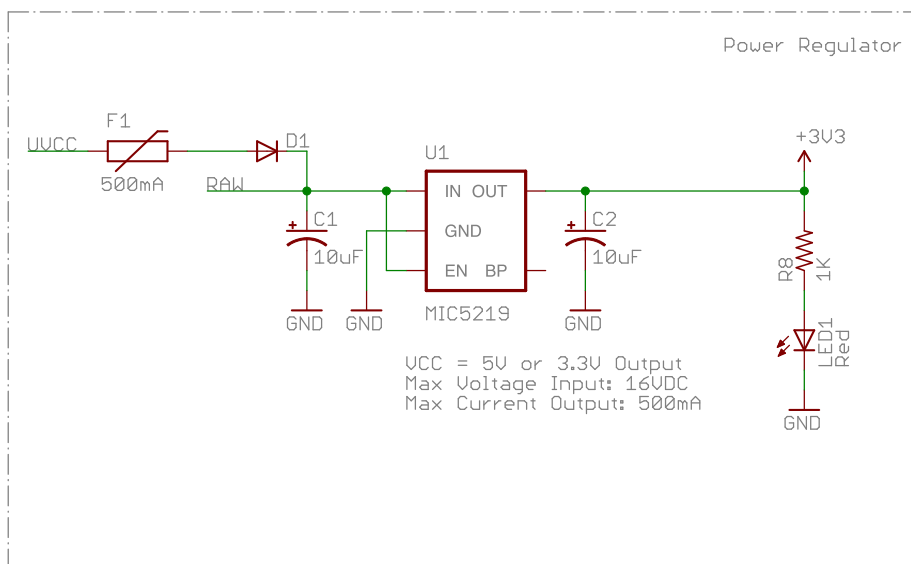 Power Regulator
F1
UVCC
500mA
D1
RAW
+3V3
U1
IN OUT
GND
EN BP
MIC5219
C1
10uF
C2
10uF
GND
GND
GND
R8
1K
LED1
Red
GND
VCC = 5V or 3.3V Output
Max Voltage Input: 16VDC
Max Current Output: 500mA